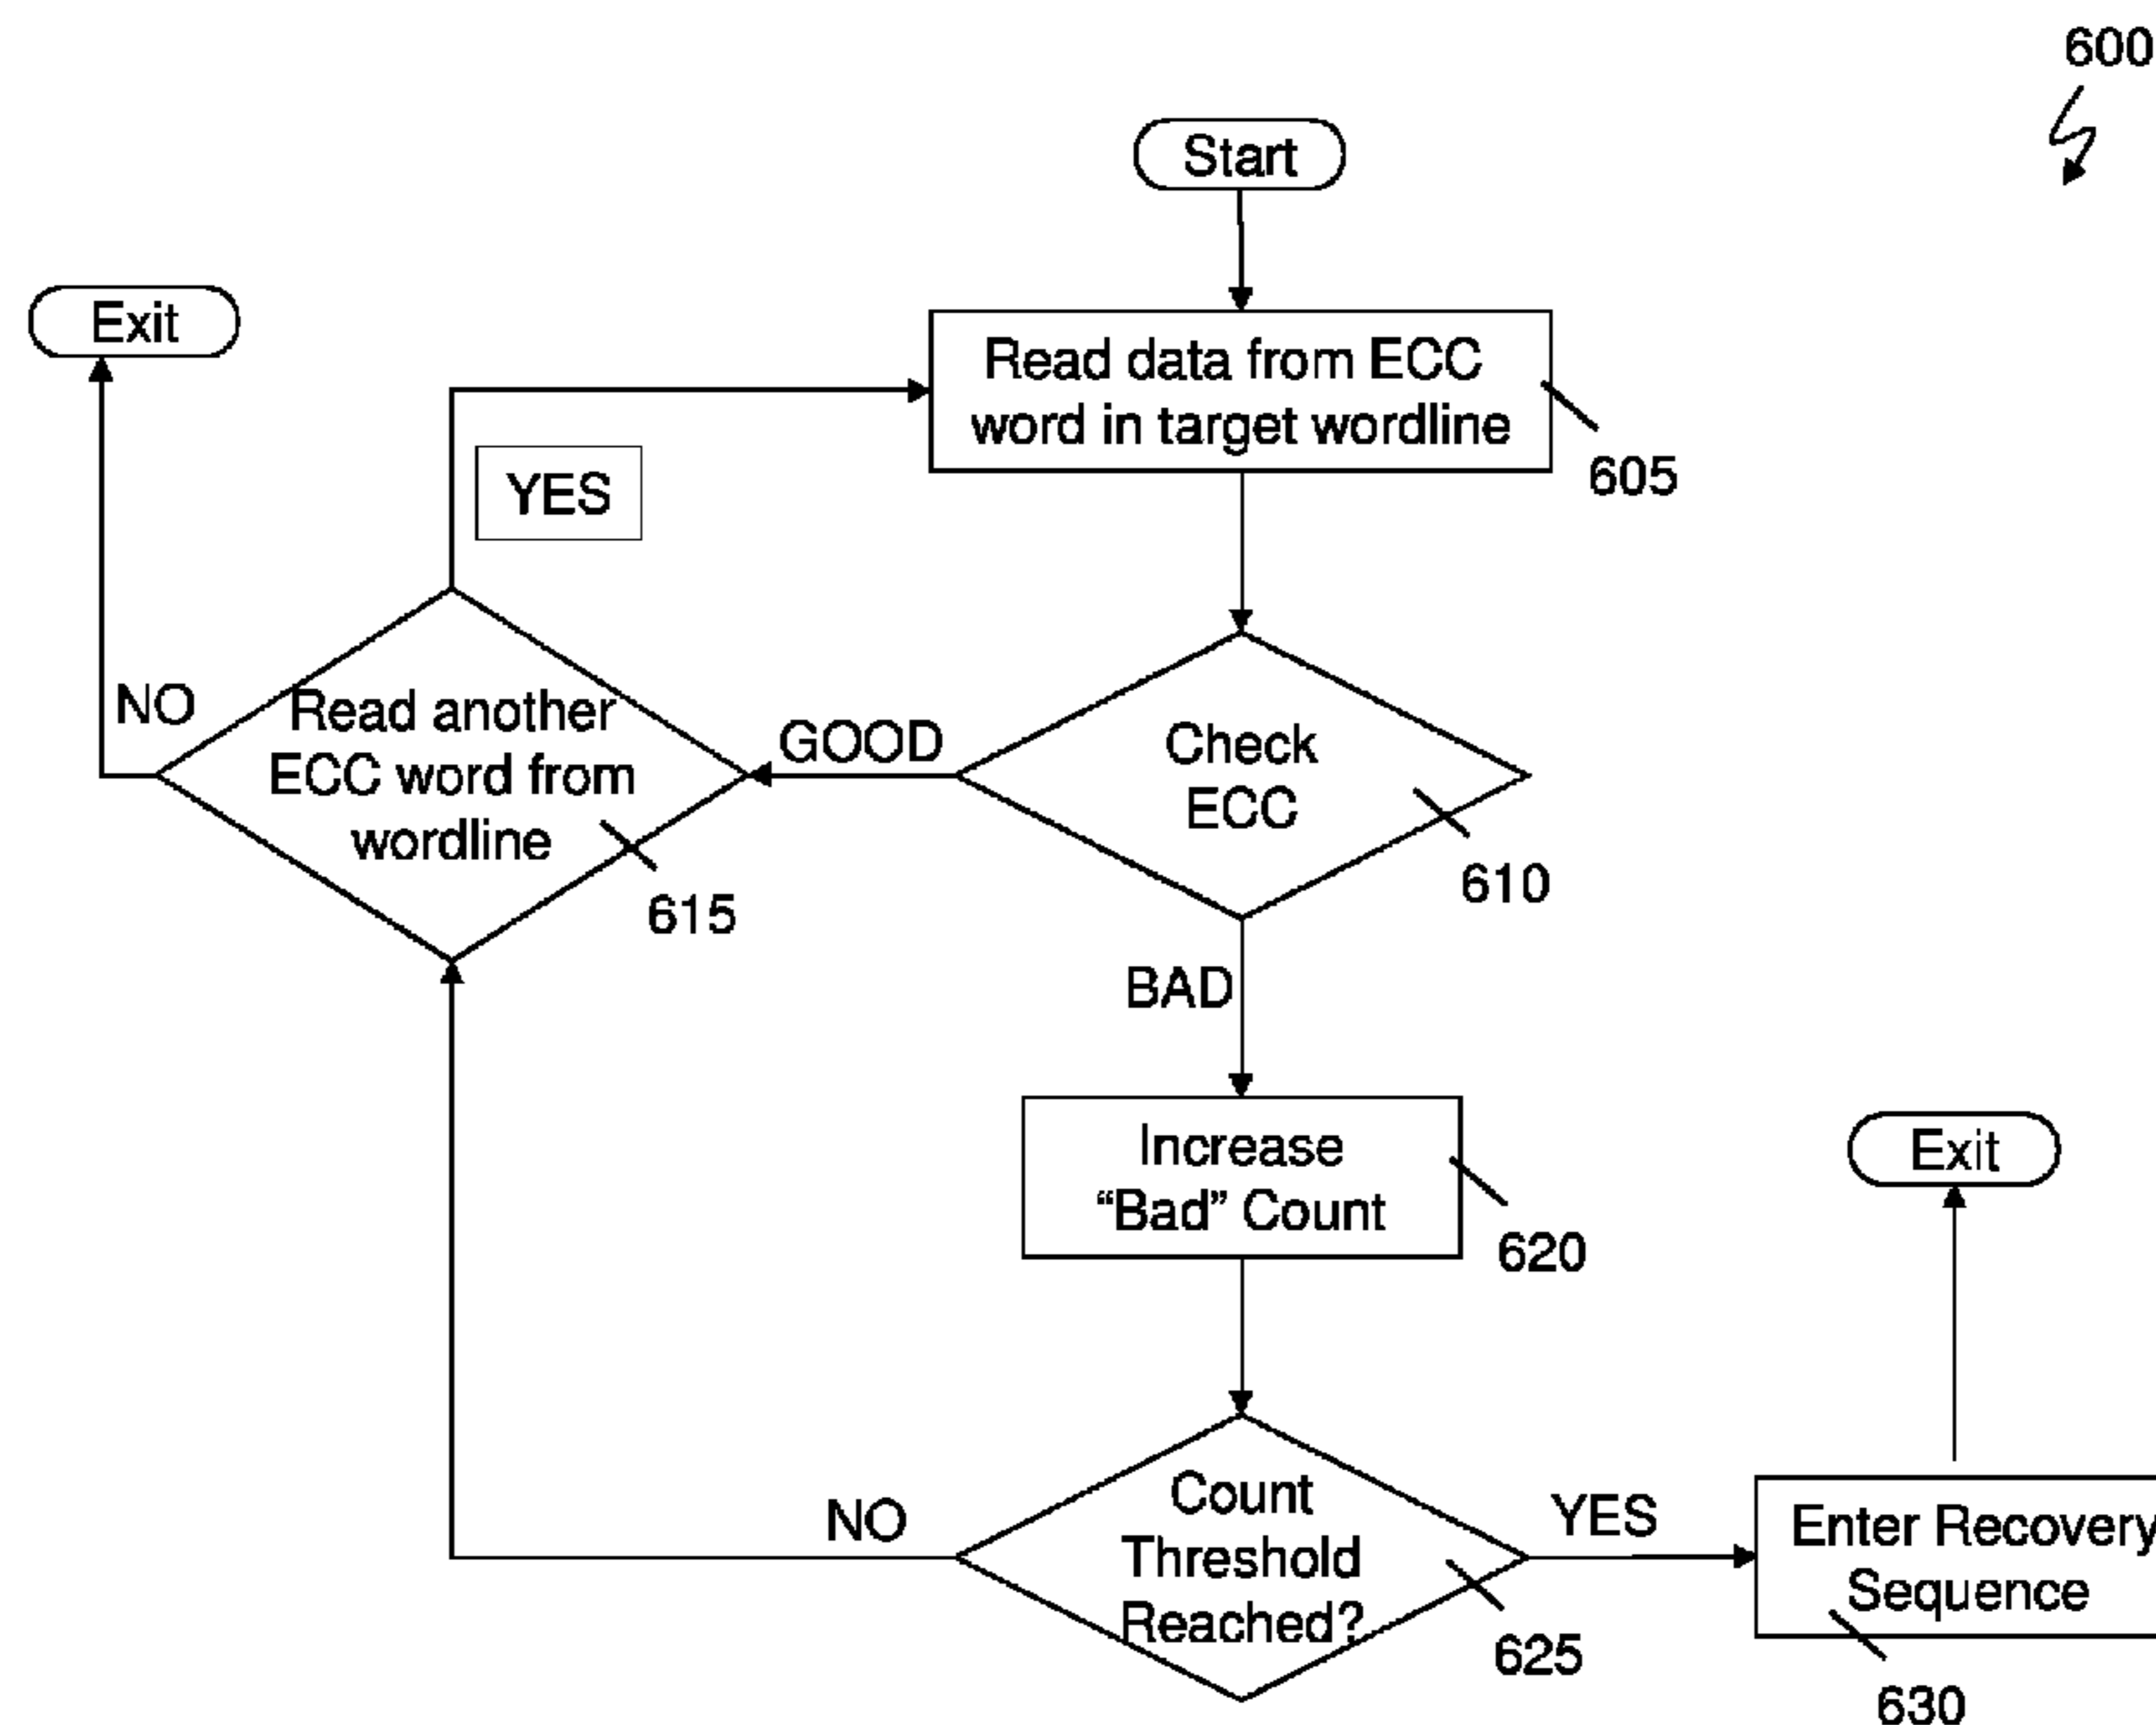 600
Start
Exit
Read data from ECC
word in target wordline
605
YES
NO
Read another
ECC word from
wordline
615
GOOD
Check
ECC
610
BAD
Increase
“Bad” Count
620
Exit
NO
Count
Threshold
Reached?
625
YES
Enter Recovery
Sequence
630